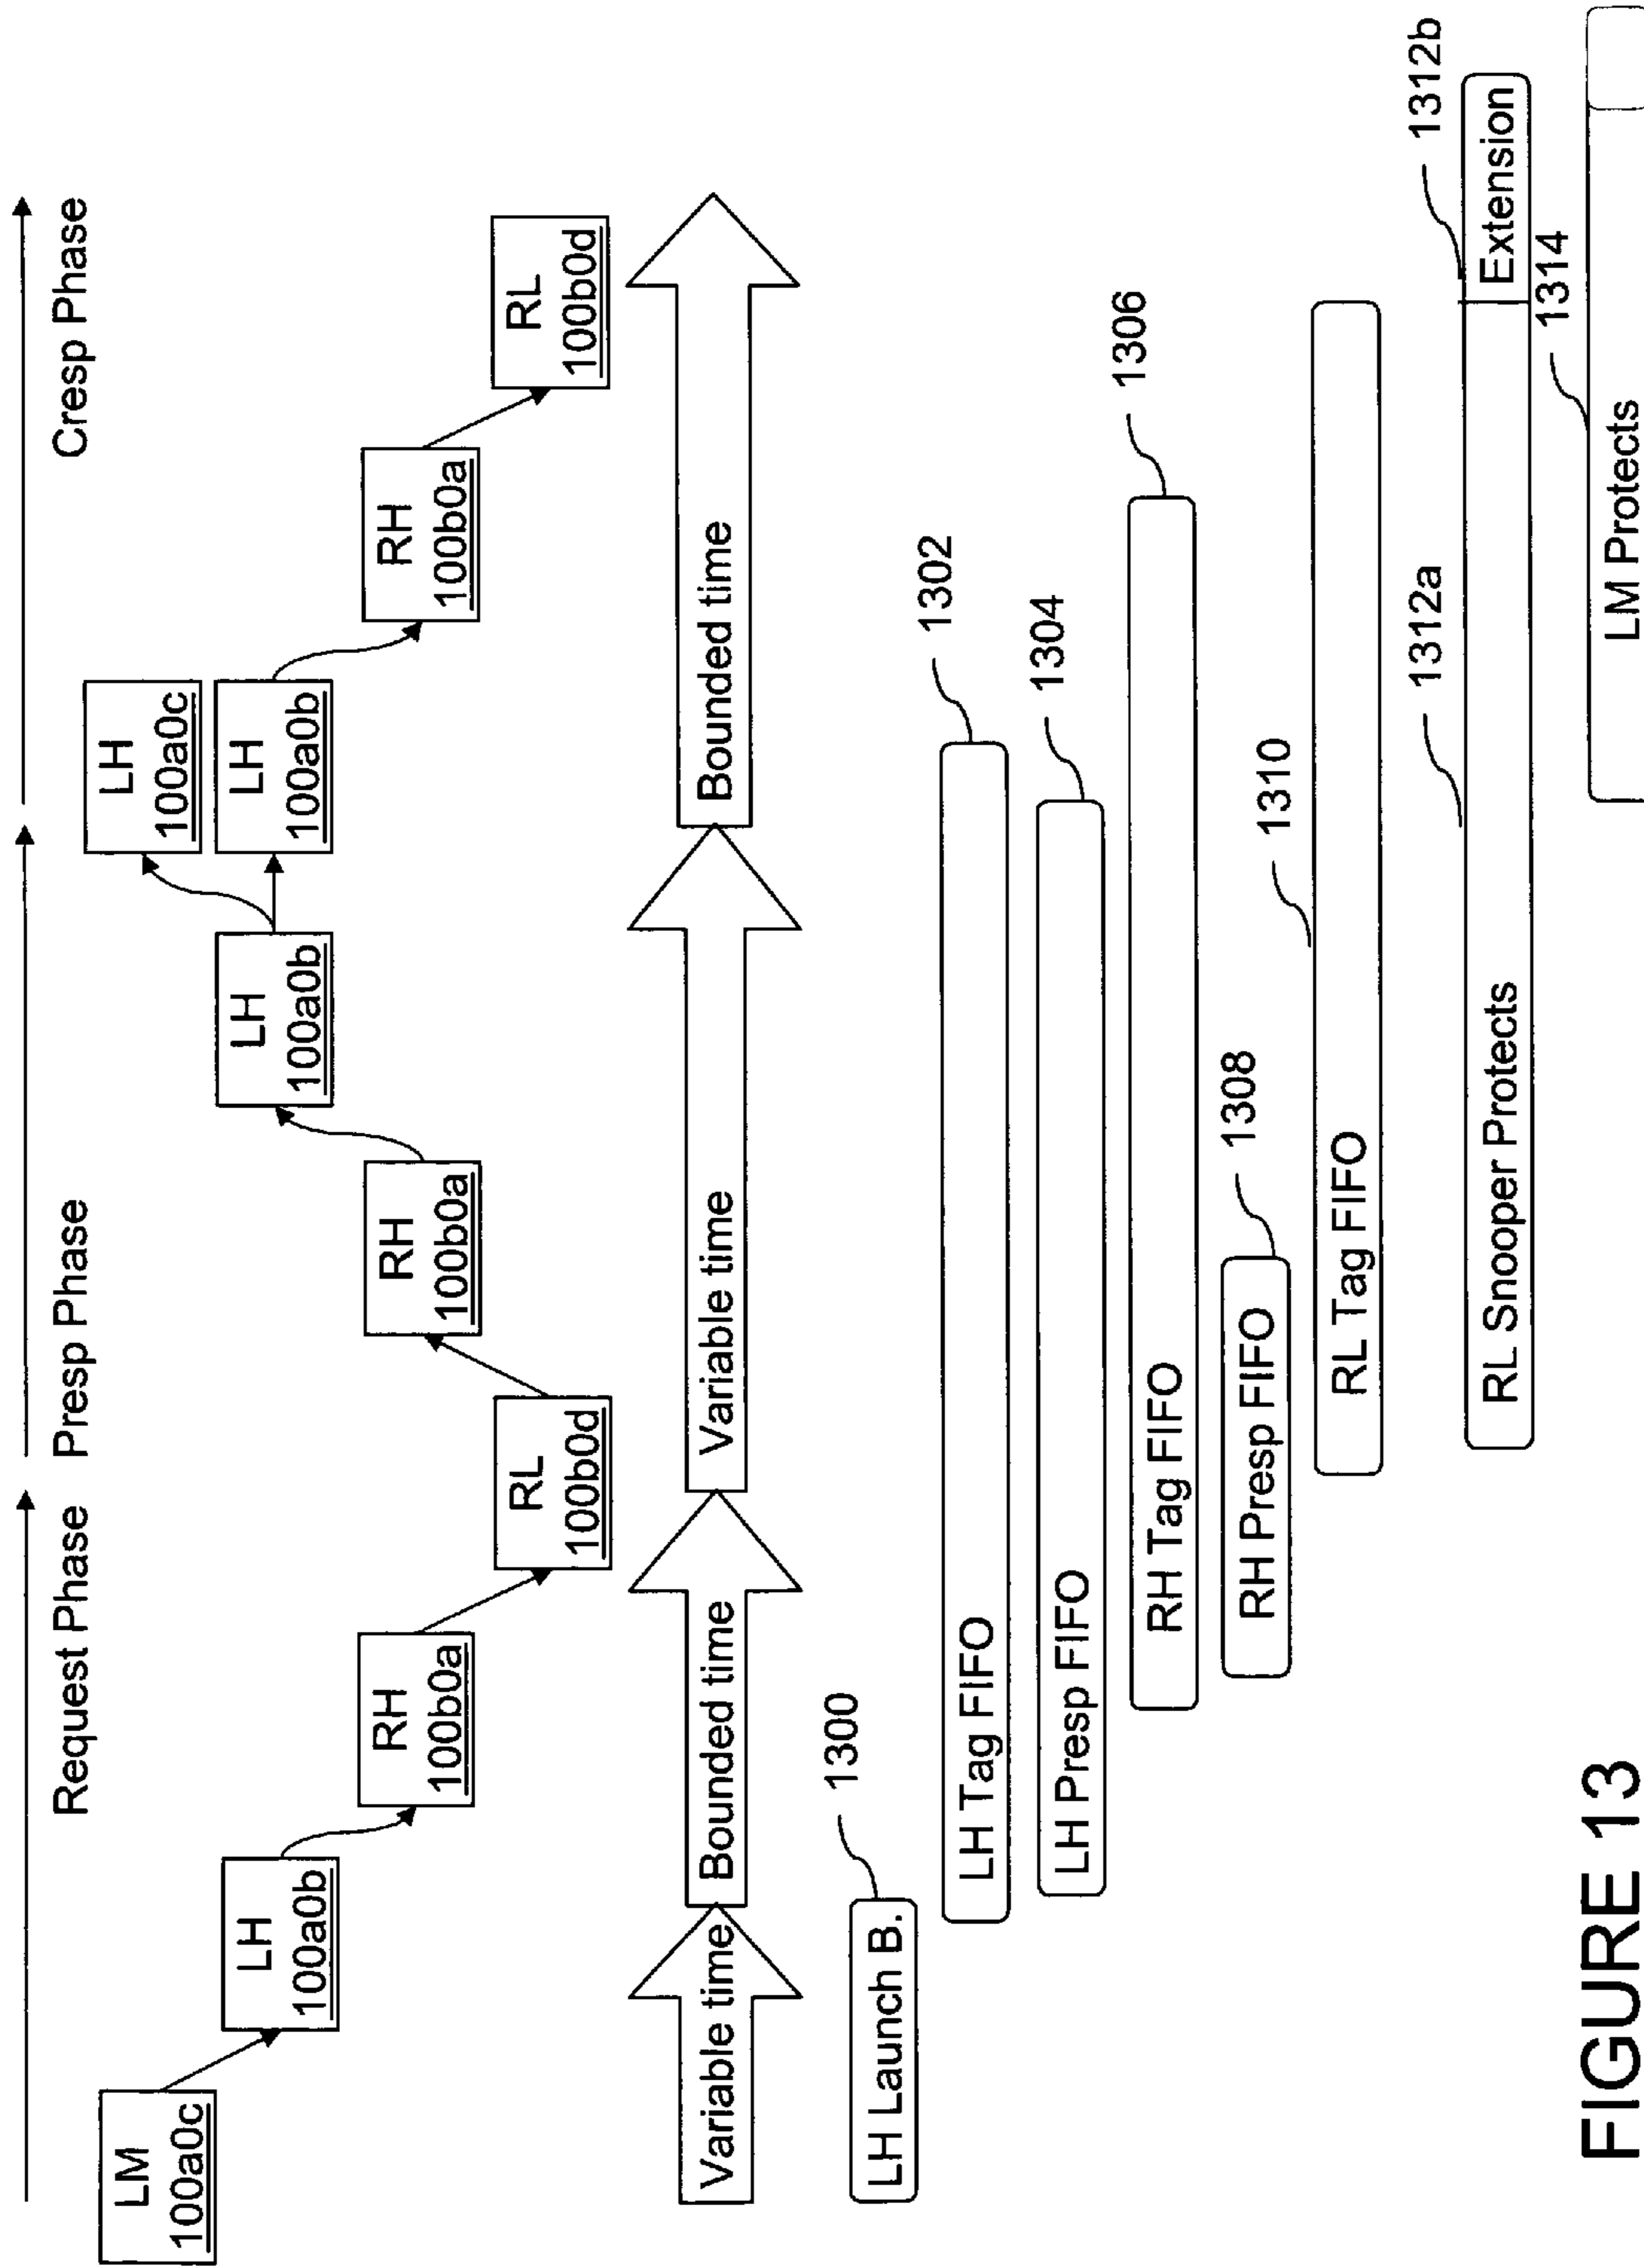 Request Phase
Presp Phase
Cresp Phase
LM
100a0c
LH
100a0b
RH
100b0a
RL
100b0d
RH
100b0a
LH
100a0b
LH
100a0c
LH
100a0b
RH
100b0a
RL
100b0d
Variable time
Bounded time
Variable time
Bounded time
LH Launch B.
1300
LH Tag FIFO
1302
LH Presp FIFO
1304
RH Tag FIFO
1306
RH Presp FIFO
1308
RL Tag FIFO
1310
RL Snooper Protects
1312a
Extension
1312b
LM Protects
1314
FIGURE 13